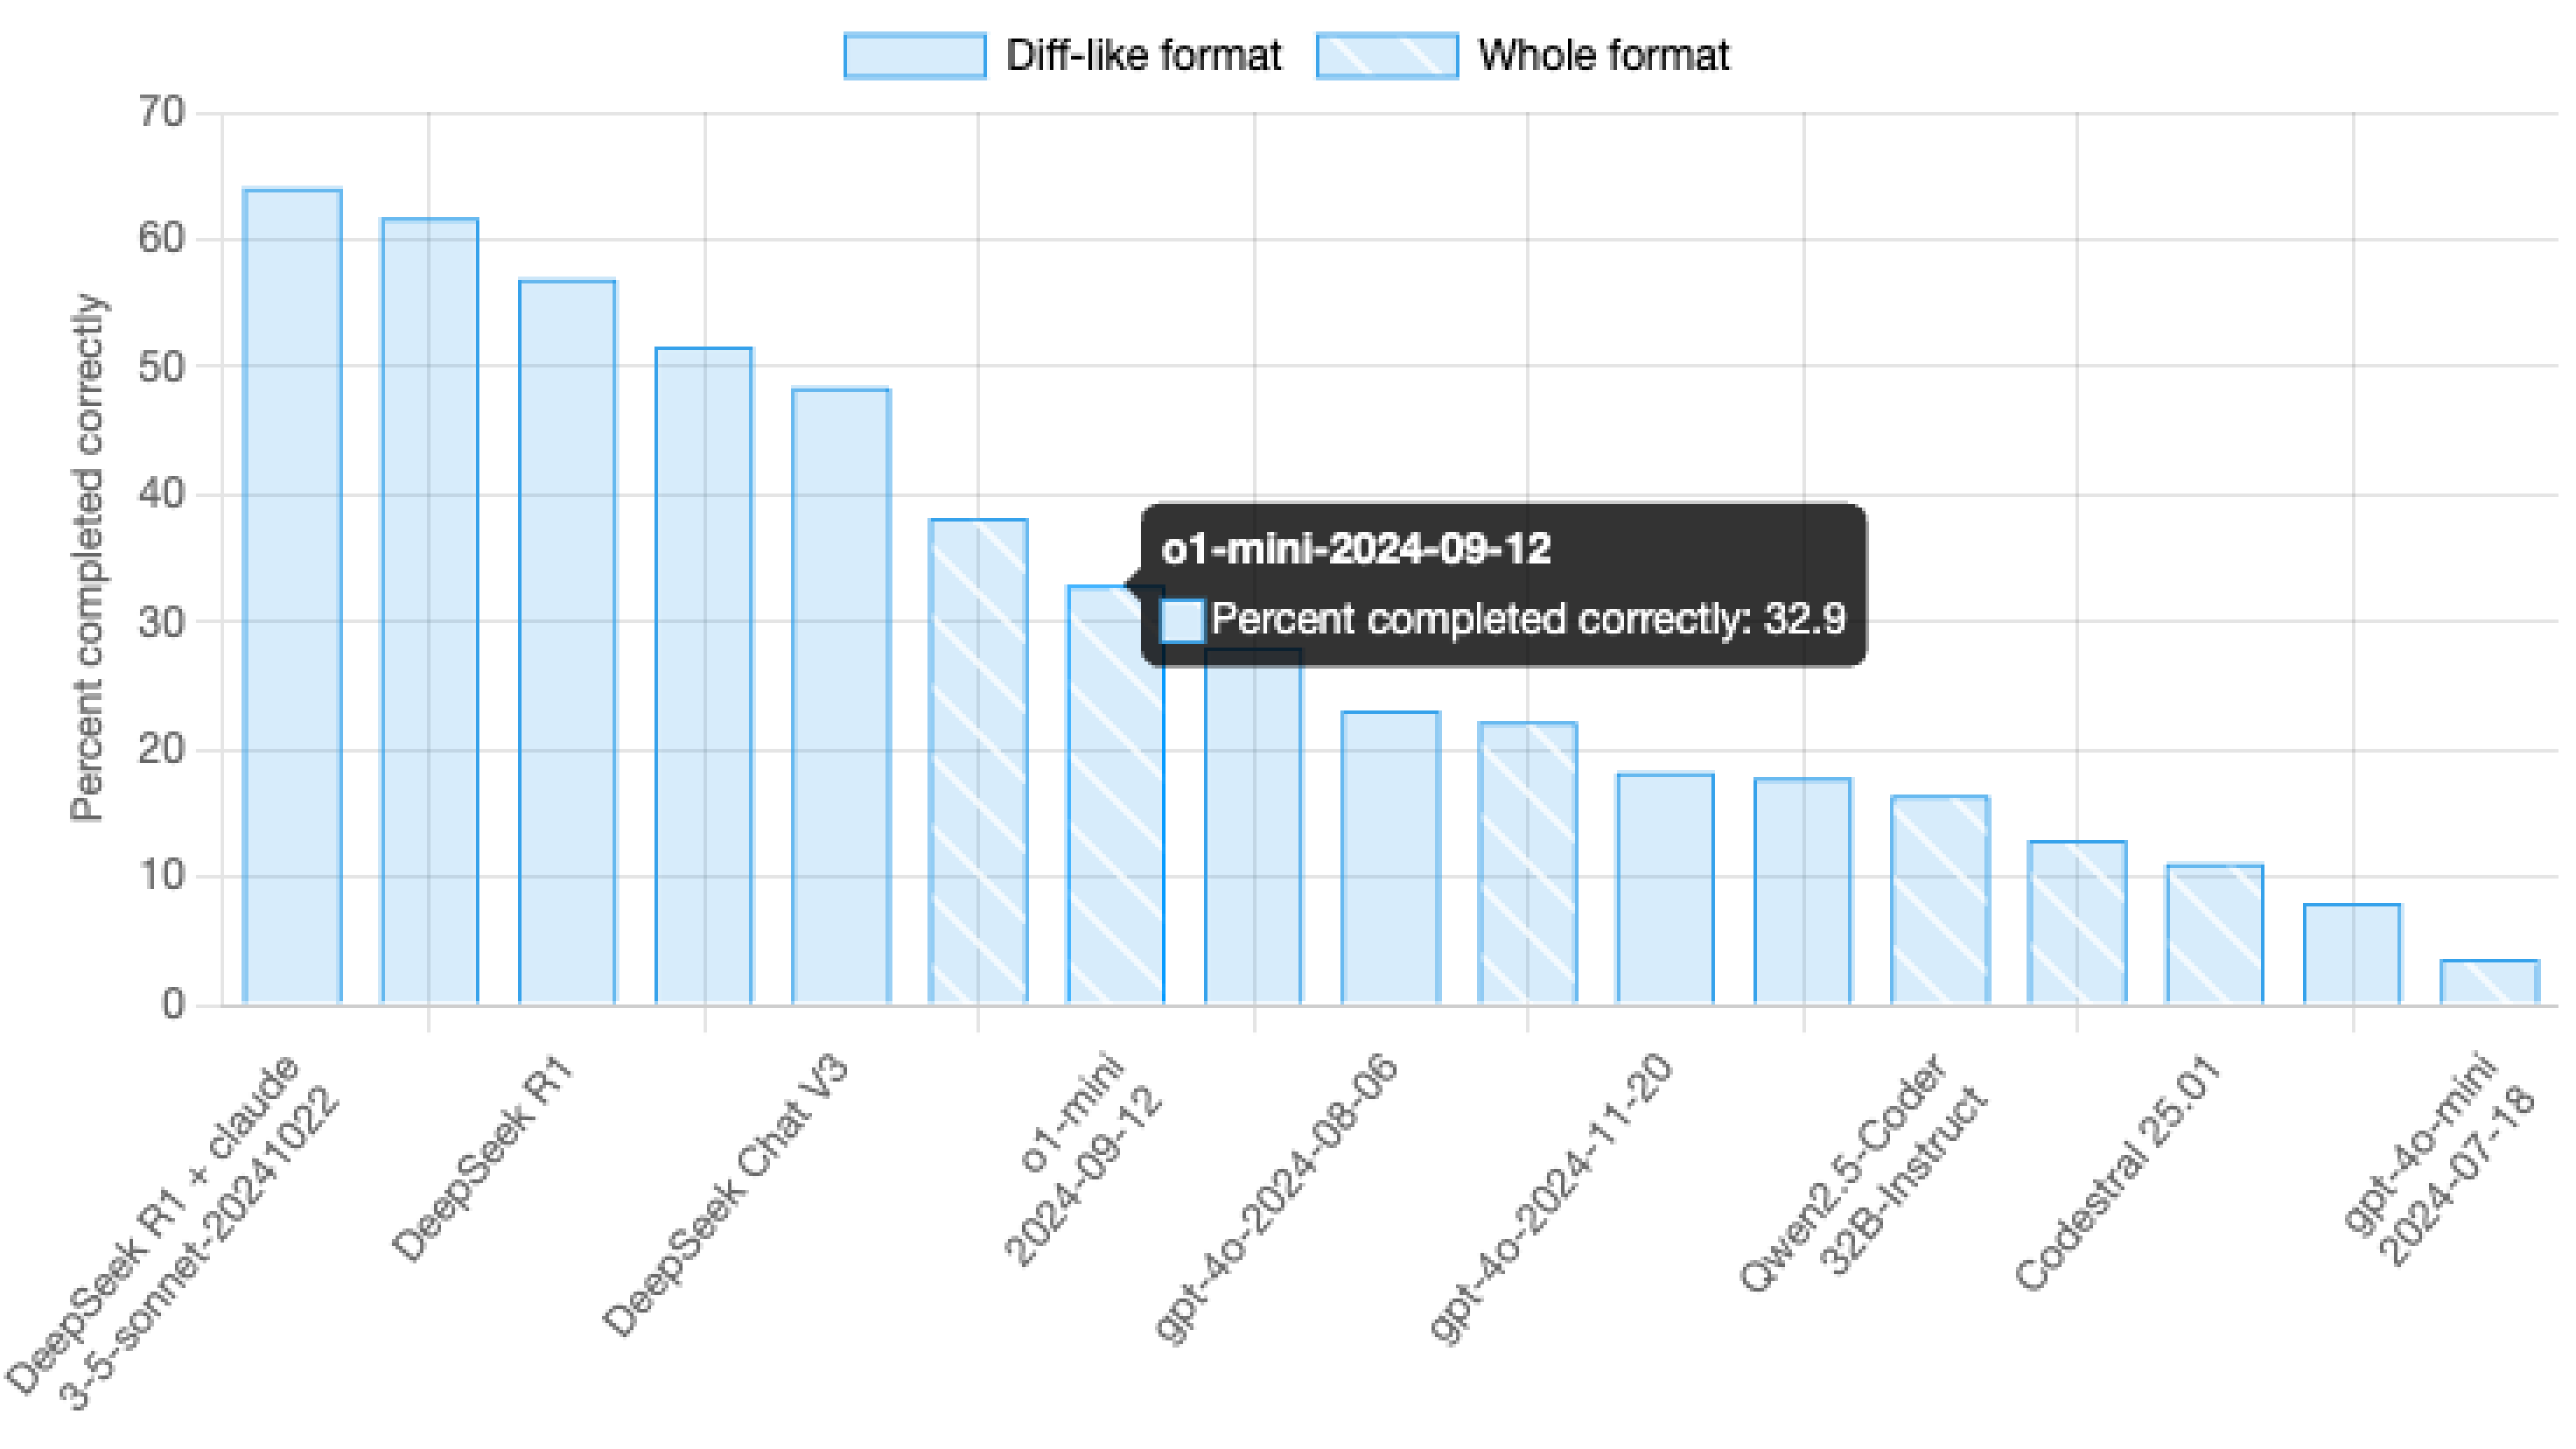 Diff-like format Whole format
Percent completed correctly
70
60
50
40
30
20
10
0
o1-mini-2024-09-12
Percent completed correctly: 32.9
DeepSeek R1 + claude
3-5-sonnet-20241022
DeepSeek R1
DeepSeek Chat V3
o1-mini
2024-09-12
gpt-4o-2024-08-06
gpt-4o-2024-11-20
Qwen2.5-Coder
32B-Instruct
Codestral 25.01
gpt-4o-mini
2024-07-18